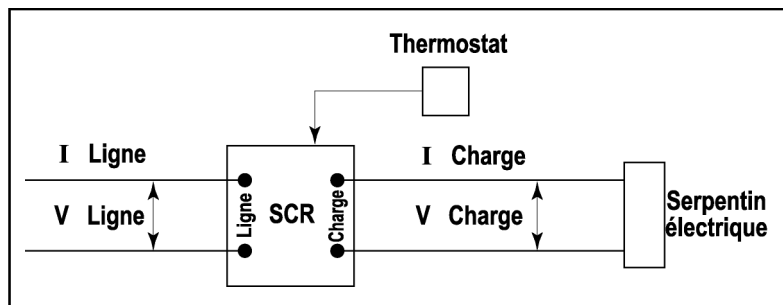 Thermostat
I Ligne
I Charge
V Ligne
Ligne
SCR
Charge
V Charge
Serpentin
électrique